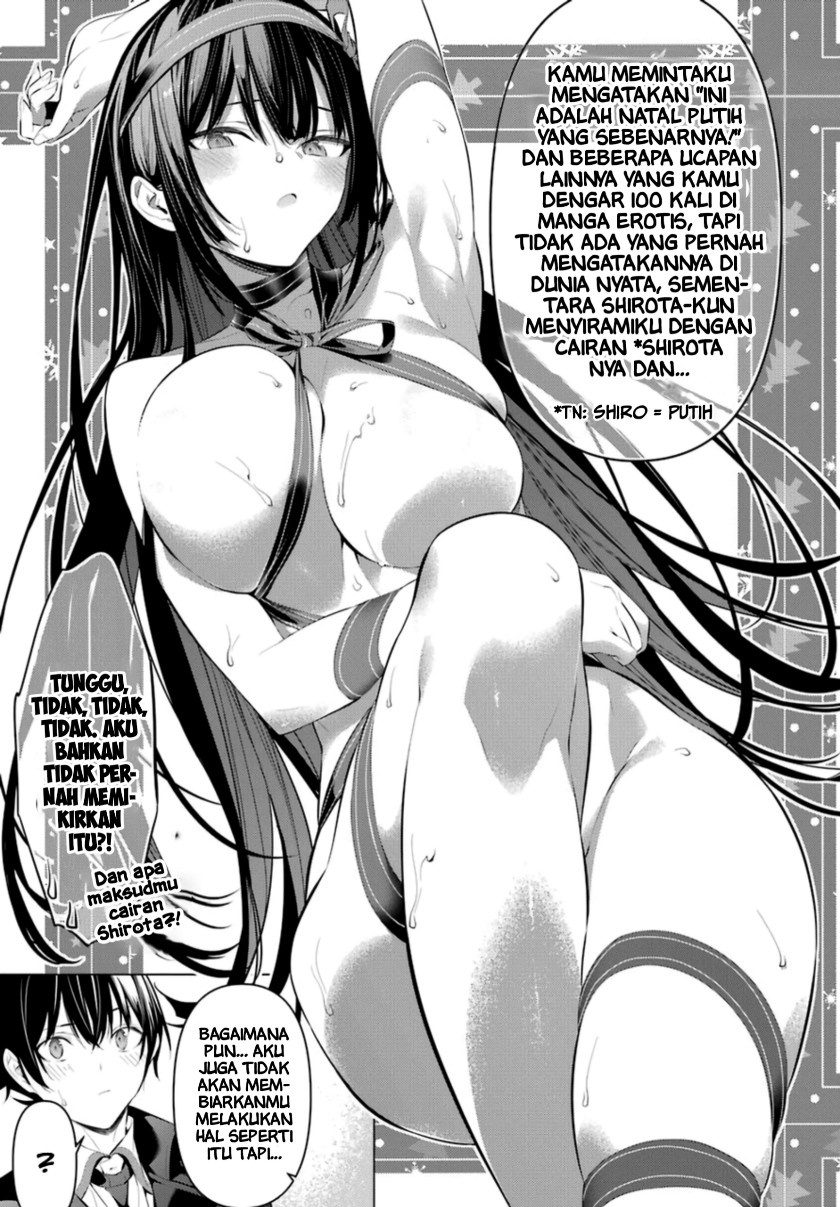 KAMU MEMINTAKU
MENGATAKAN "INI
ADALAH NATAL PUTIH
YANG SEBENARNYA!"
DAN BEBERAPA UCAPAN
LAINNYA YANG KAMU
DENGAR 100 KALI DI
MANGA EROTIS, TAPI
TIDAK ADA YANG PERNAH
MENGATAKANNYA DI
DUNIA NYATA, SEMEN-
TARA SHIROTA-KUN
MENYIRAMIKU DENGAN
CAIRAN *SHIROTA
NYA DAN...
*TN: SHIRO = PUTIH
TUNGGU,
TIDAK, TIDAK,
TIDAK. AKU
BAHKAN
TIDAK PER-
NAH MEMI-
KIRKAN
ITU?!
Dan apa
maksudmu
cairan
Shirota?!
BAGAIMANA
PUN... AKU
JUGA TIDAK
AKAN MEM-
BIARKANMU
MELAKUKAN
HAL SEPERTI
ITU TAPI...
?